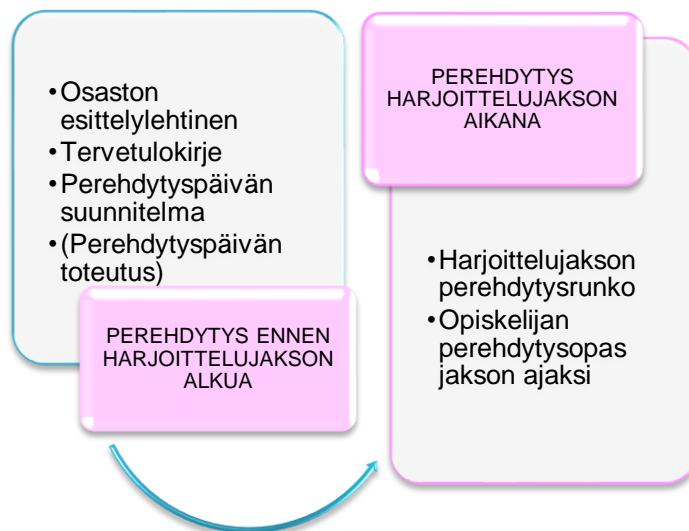 •Osaston
esittelylehtinen
•Tervetulokirje
•Perehdytyspäivän
suunnitelma
•(Perehdytyspäivän
toteutus)
PEREHDYTYS ENNEN
HARJOITTELUJAKSON
ALKUA
PEREHDYTYS
HARJOITTELUJAKSON
AIKANA
•Harjoittelujakson
perehdytysrunko
•Opiskelijan
perehdytysopas
jakson ajaksi